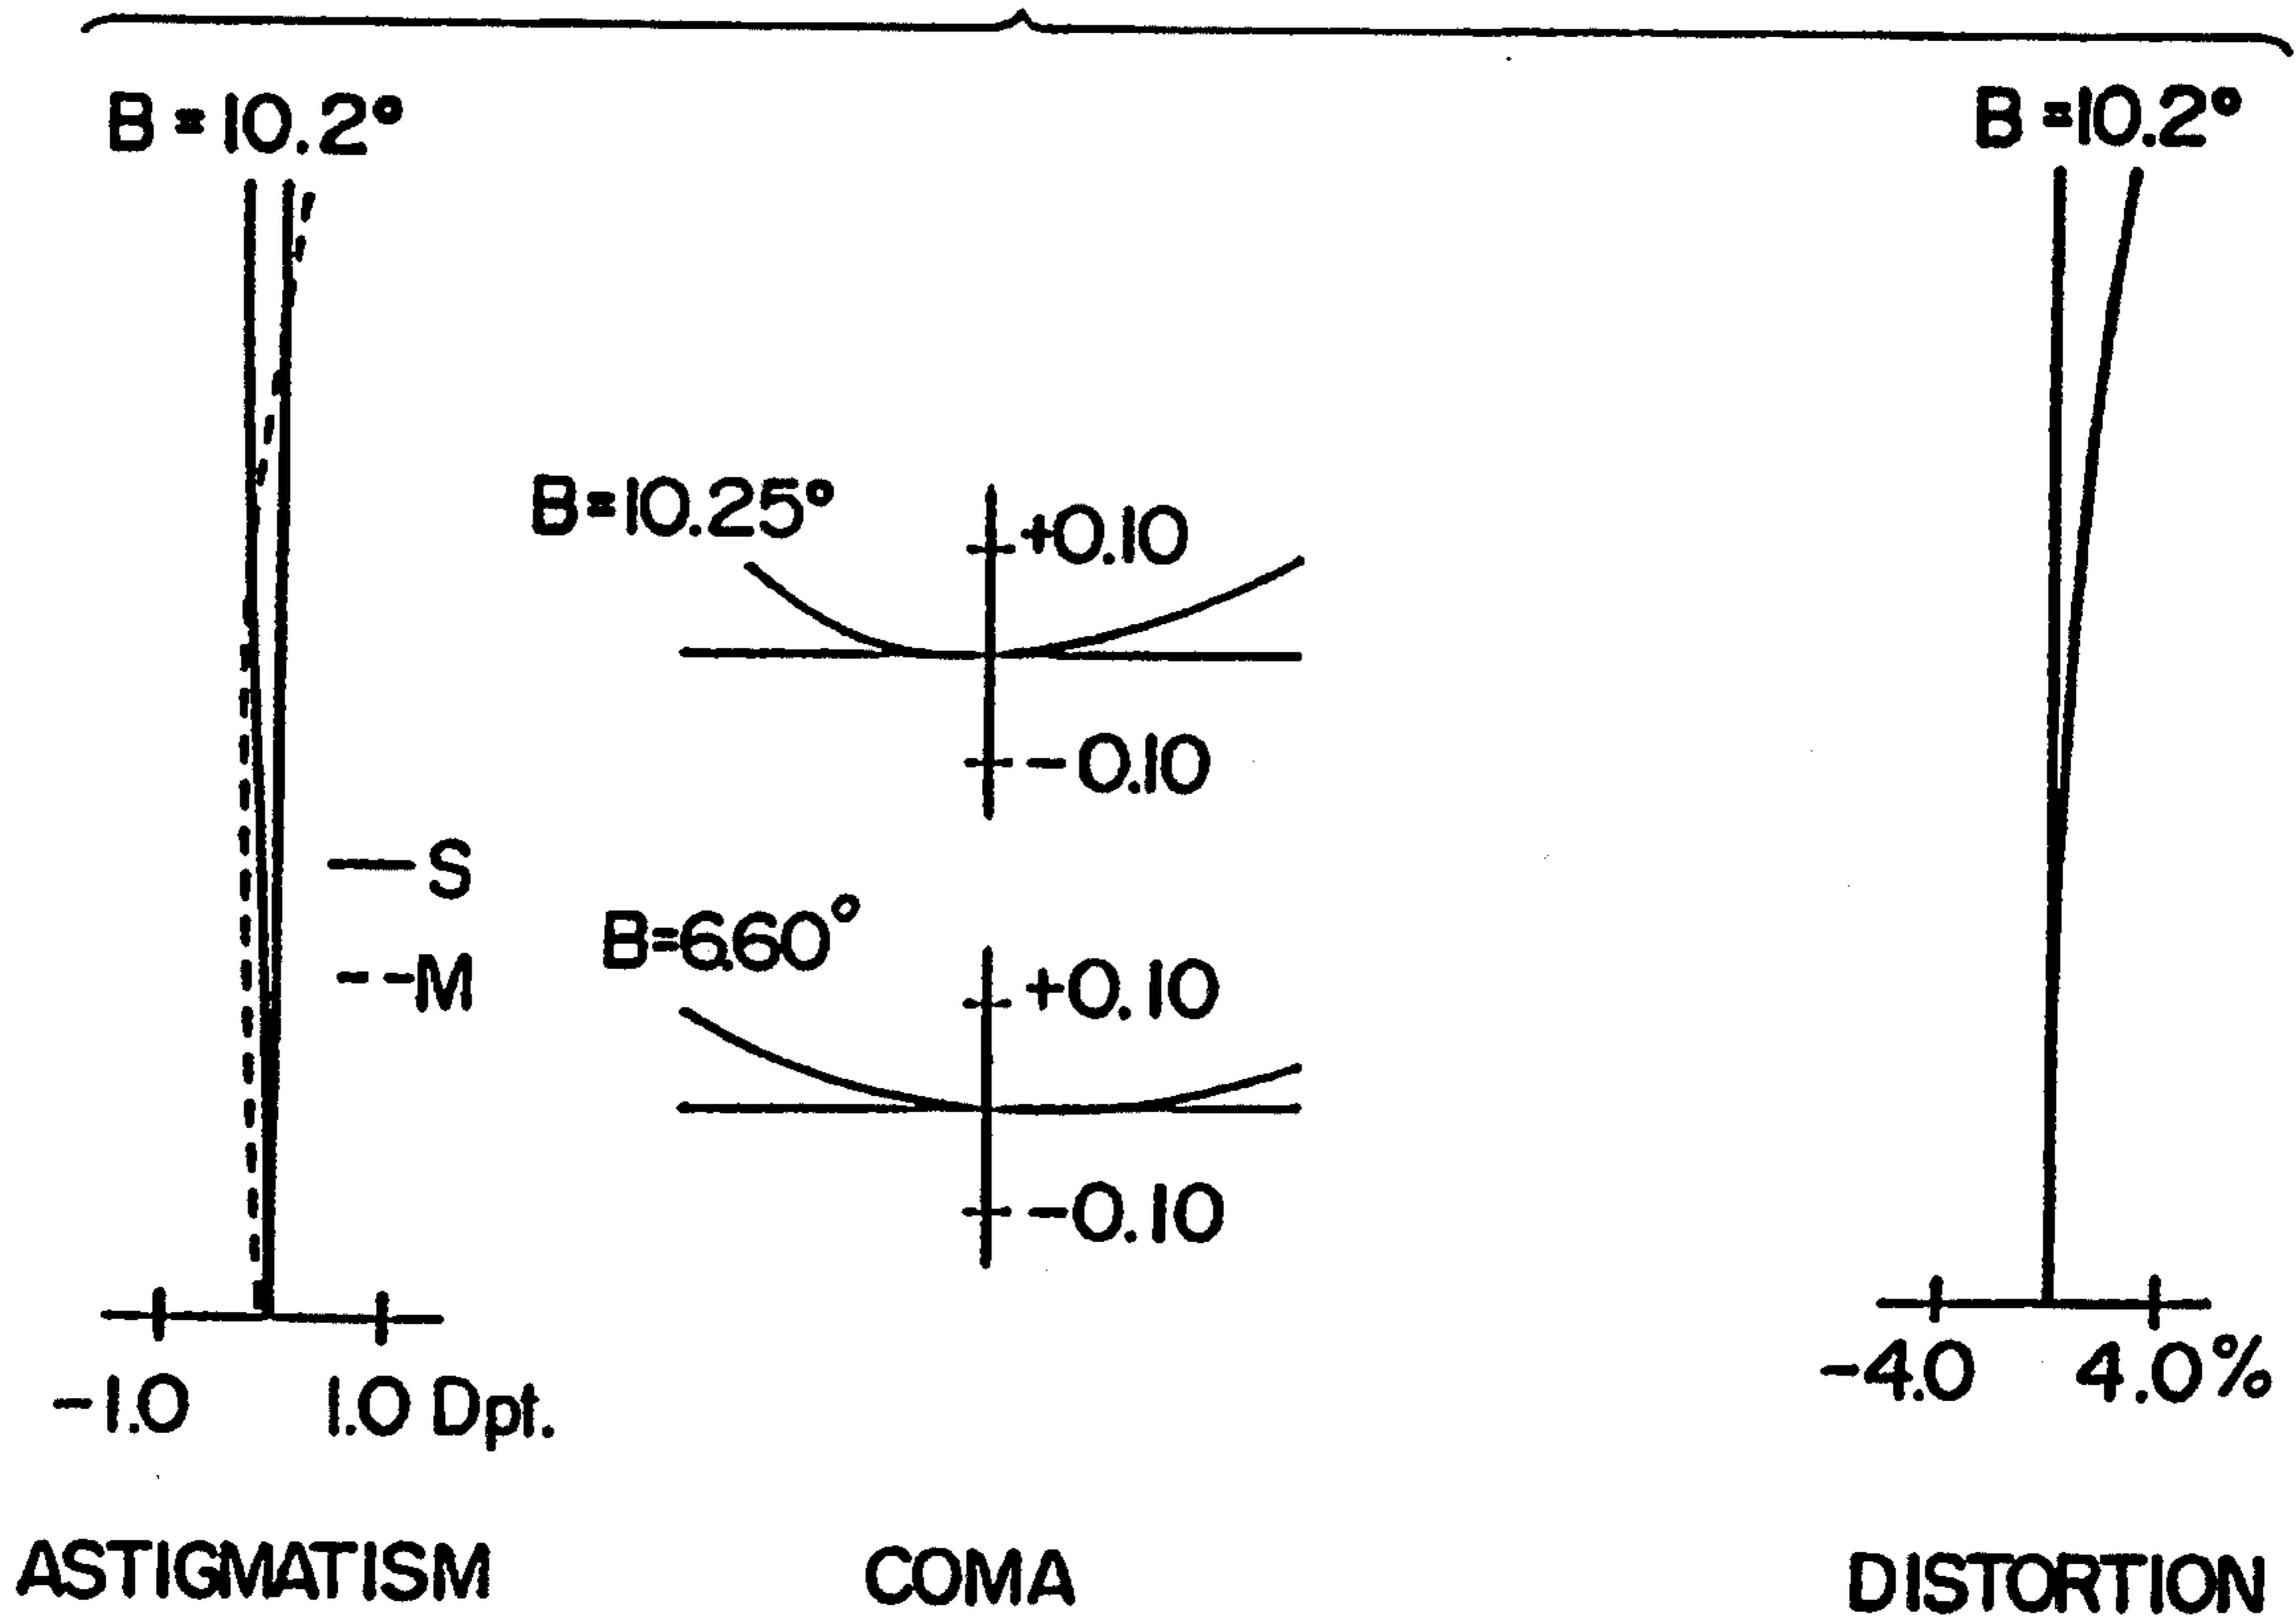 B=10.2°
B=10.2°
B=10.25°
+0.10
-0.10
S
M
B=6.60°
+0.10
-0.10
-1.0
1.0 Dpt.
-4.0
4.0%
ASTIGMATISM
COMA
DISTORTION